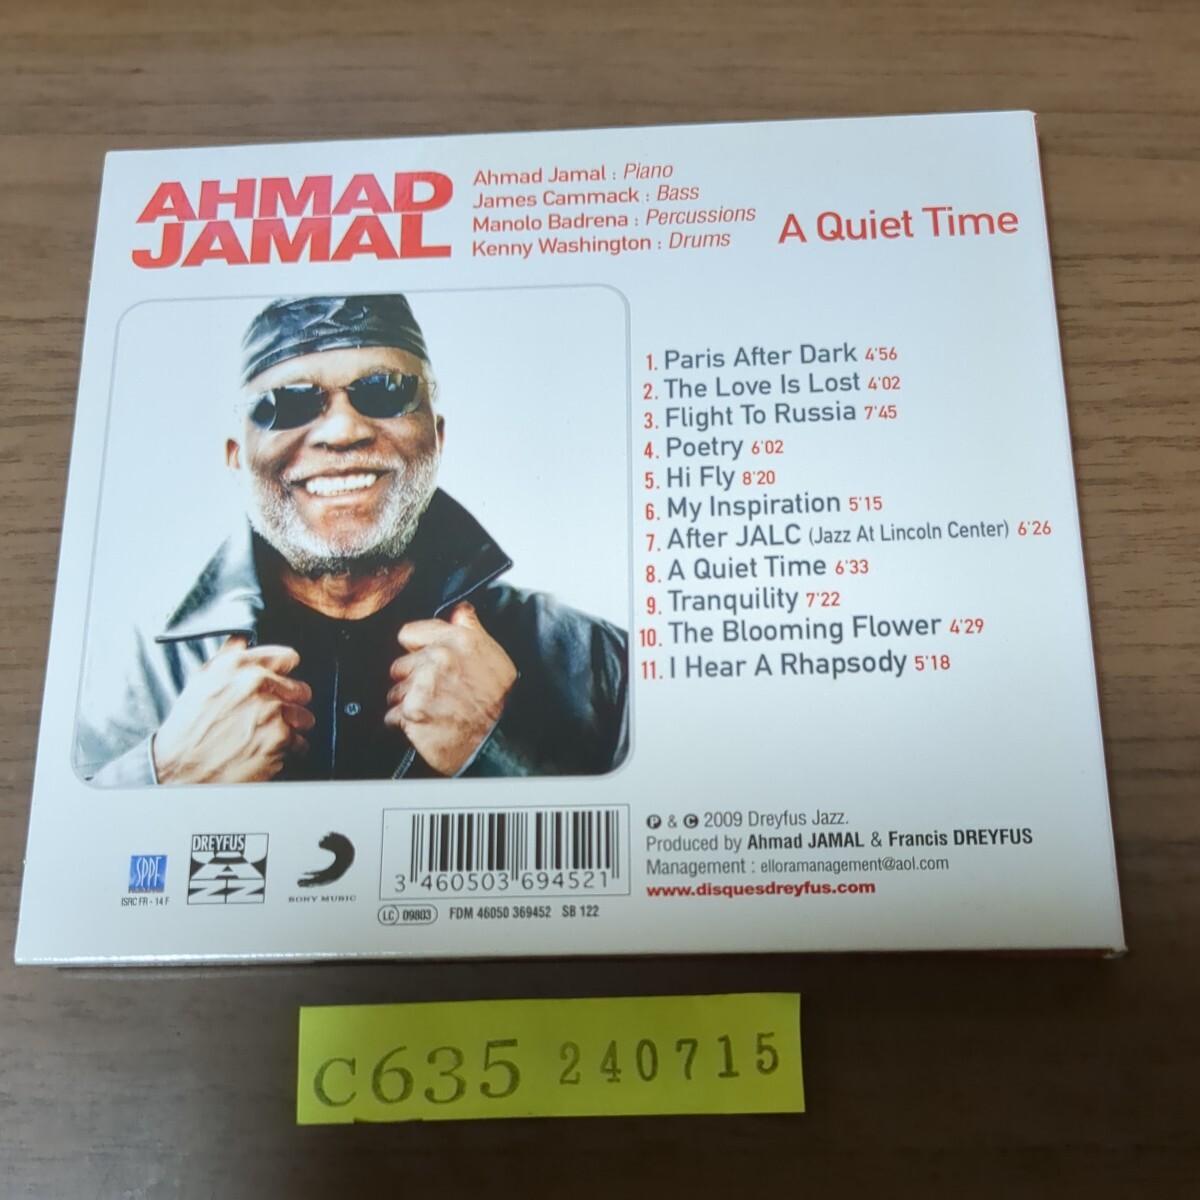 AHMAD
JAMAL
Ahmad Jamal : Piano
James Cammack : Bass
Manolo Badrena : Percussions
Kenny Washington : Drums
A Quiet Time
1. Paris After Dark 4'56
2. The Love Is Lost 4'02
3. Flight To Russia 7'45
4. Poetry 6'02
5. Hi Fly 8'20
6. My Inspiration 5'15
7. After JALC (Jazz At Lincoln Center) 6'26
8. A Quiet Time 6'33
9. Tranquility 7'22
10. The Blooming Flower 4'29
11. I Hear A Rhapsody 5'18
SPPF
ISRC FR - 14 F
DREYFUS
JAZZ
SONY MUSIC
3 460503 694521
LC 09803 FDM 46050 369452 SB 122
℗ & © 2009 Dreyfus Jazz.
Produced by Ahmad JAMAL & Francis DREYFUS
Management : elloramanagement@aol.com
www.disquesdreyfus.com
C635 240715